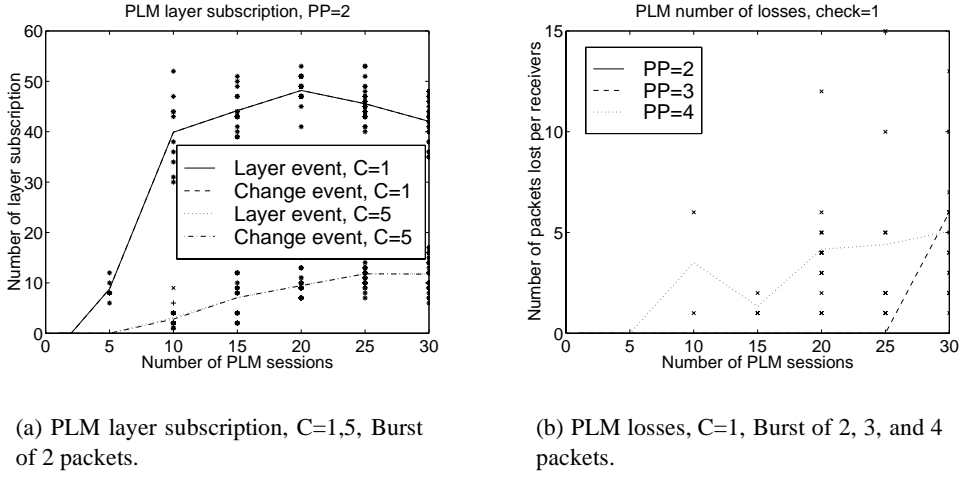 PLM layer subscription, PP=2
60
50
40
30
20
10
0
Number of layer subscription
Layer event, C=1
Change event, C=1
Layer event, C=5
Change event, C=5
0 5 10 15 20 25 30
Number of PLM sessions
(a) PLM layer subscription, C=1,5, Burst
of 2 packets.
PLM number of losses, check=1
15
10
5
0
Number of packets lost per receivers
PP=2
PP=3
PP=4
0 5 10 15 20 25 30
Number of PLM sessions
(b) PLM losses, C=1, Burst of 2, 3, and 4
packets.